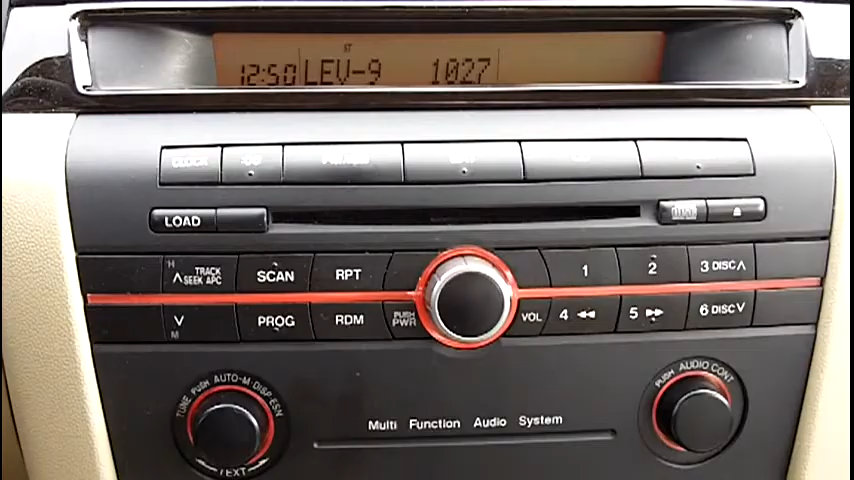 ST
12:50 LEV-9 1027
CLOCK
LOAD
H
∧ TRACK SEEK APC
SCAN
RPT
1
2
3 DISC ∧
∨
M
PROG
RDM
PUSH PWR
VOL
4 ◀◀
5 ▶▶
6 DISC ∨
TUNE PUSH AUTO-M·DISP·ESN
TEXT
Multi Function Audio System
PUSH AUDIO CONT